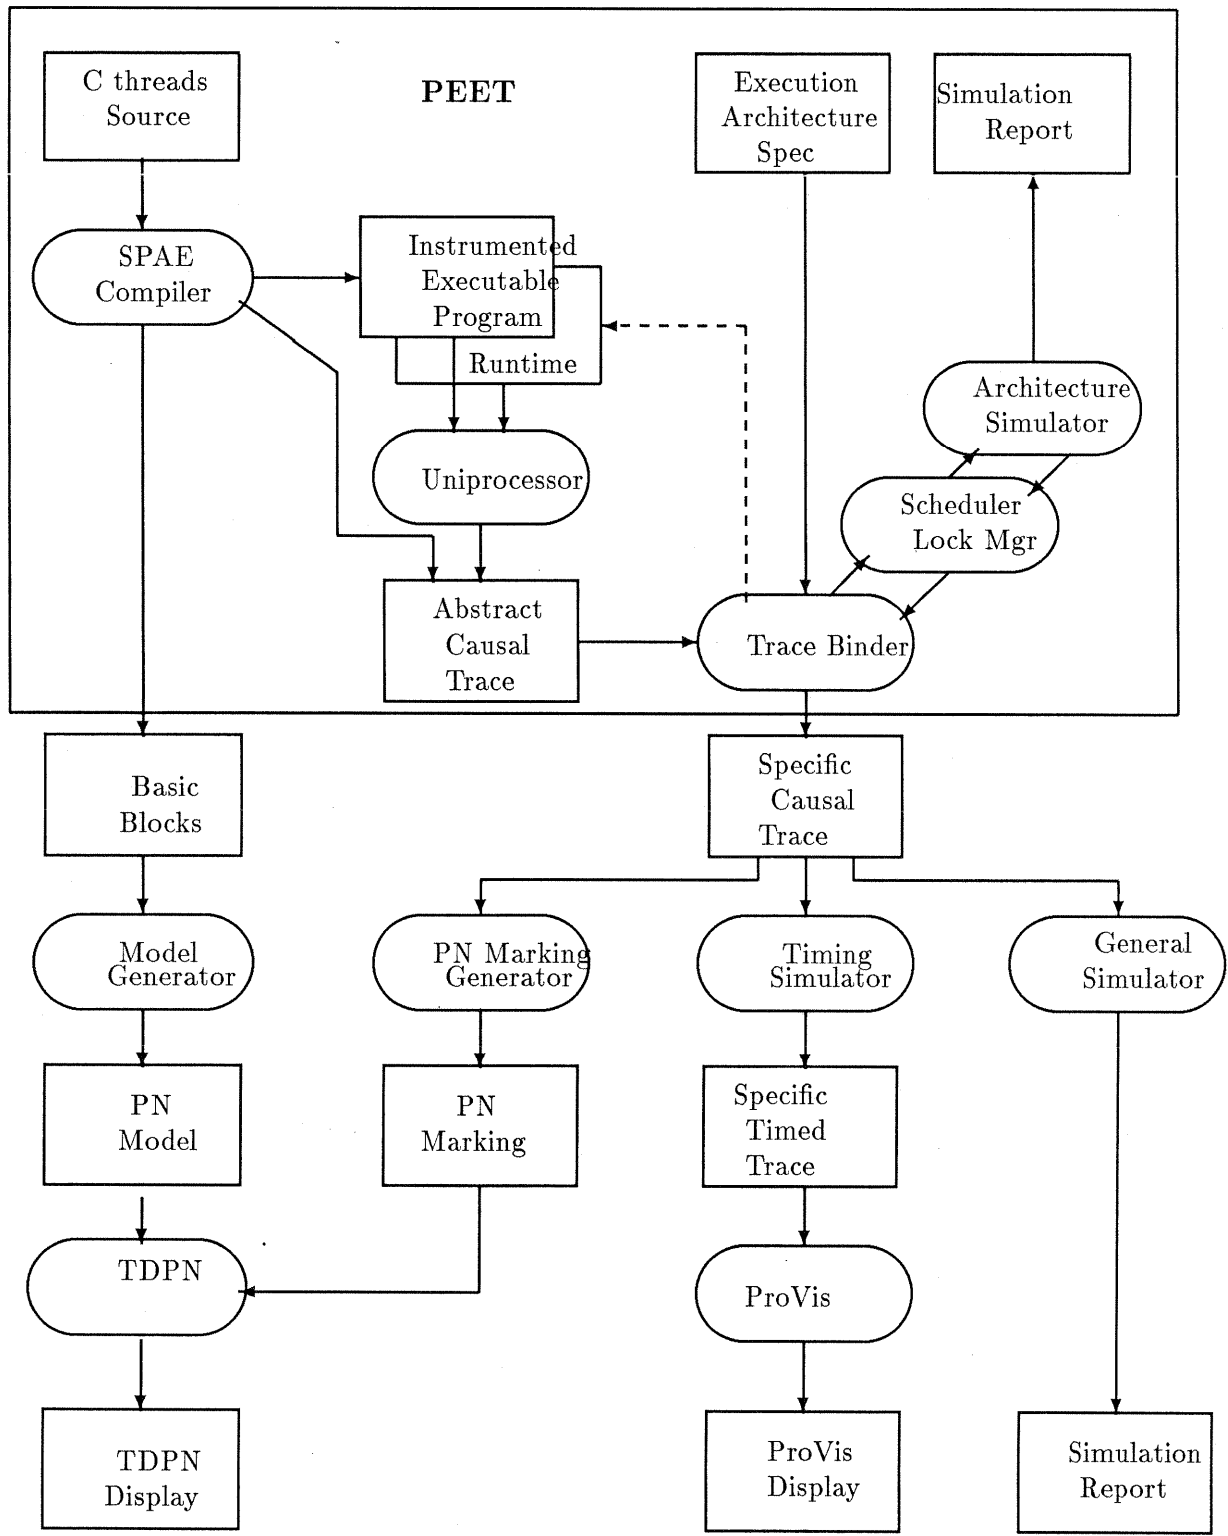 C threads
Source
PEET
Execution
Architecture
Spec
Simulation
Report
SPAE
Compiler
Instrumented
Executable
Program
Runtime
Architecture
Simulator
Uniprocessor
Scheduler
Lock Mgr
Abstract
Causal
Trace
Trace Binder
Basic
Blocks
Specific
Causal
Trace
Model
Generator
PN Marking
Generator
Timing
Simulator
General
Simulator
PN
Model
PN
Marking
Specific
Timed
Trace
TDPN
ProVis
TDPN
Display
ProVis
Display
Simulation
Report